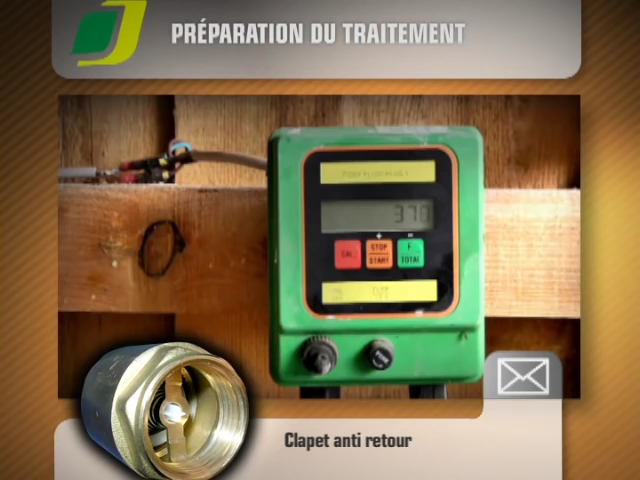 PRÉPARATION DU TRAITEMENT
370
+ -
CAL STOP START F TOTAL
Clapet anti retour